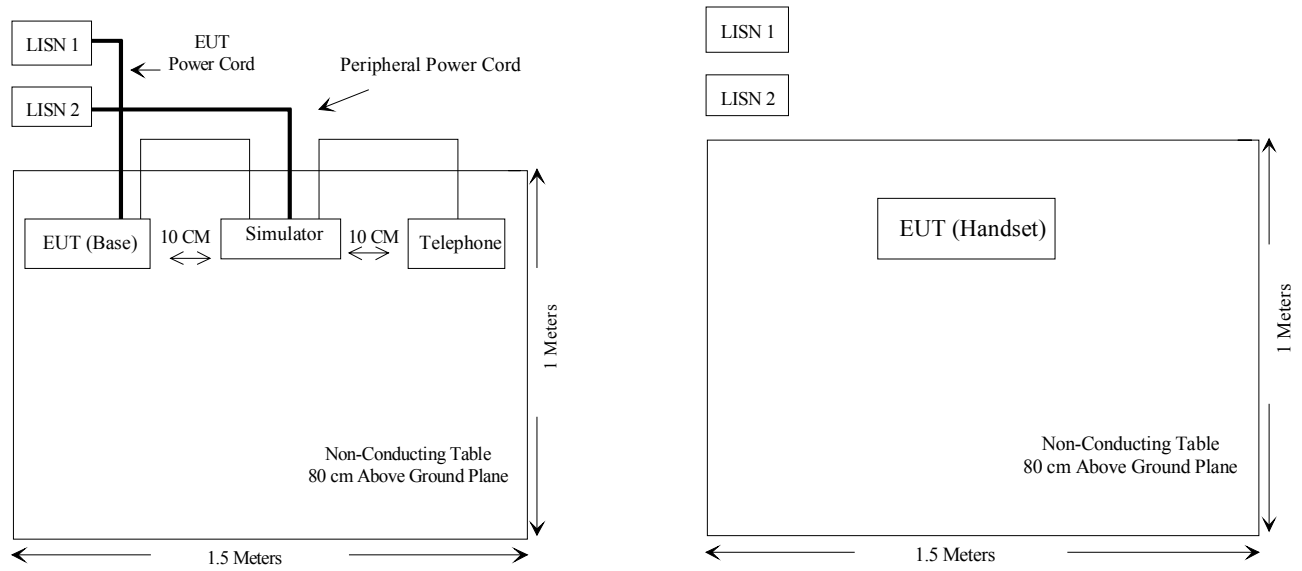 LISN 1
EUT
Power Cord
Peripheral Power Cord
LISN 2
EUT (Base)
10 CM
Simulator
10 CM
Telephone
1 Meters
Non-Conducting Table
80 cm Above Ground Plane
1.5 Meters
LISN 1
LISN 2
EUT (Handset)
1 Meters
Non-Conducting Table
80 cm Above Ground Plane
1.5 Meters